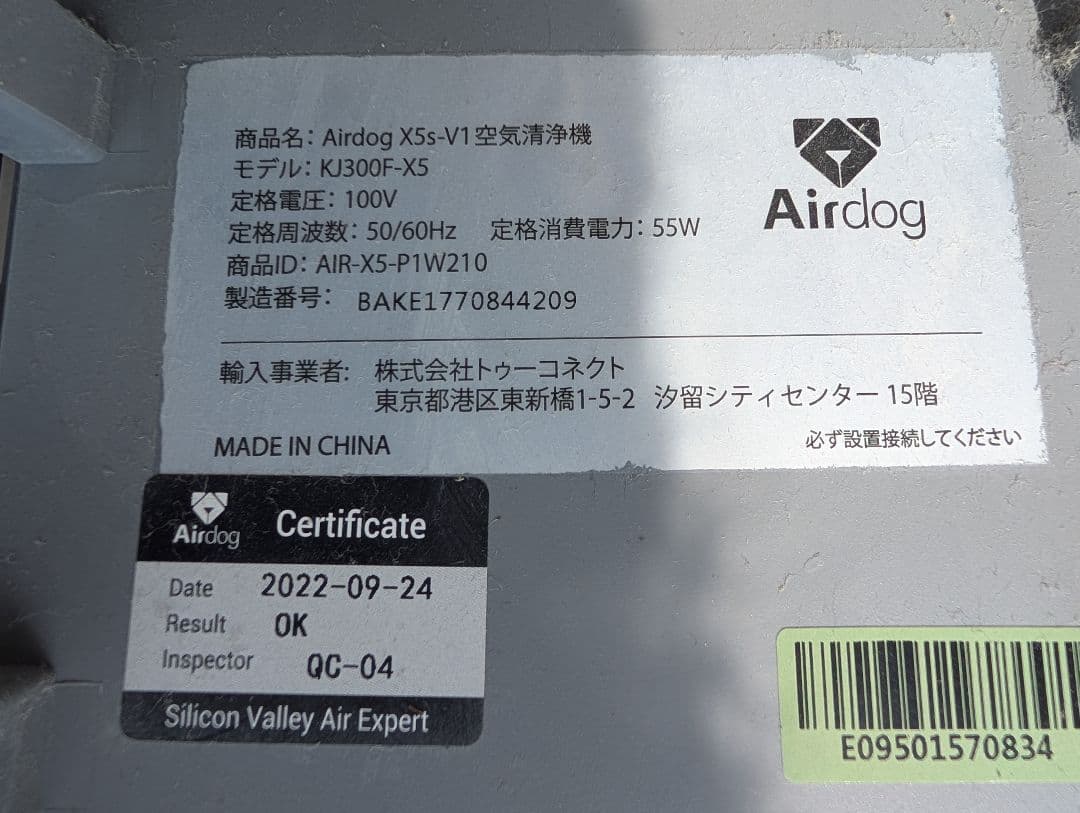 商品名：Airdog X5s-V1空気清浄機
モデル：KJ300F-X5
定格電圧：100V
定格周波数：50/60Hz 定格消費電力：55W
商品ID：AIR-X5-P1W210
製造番号： BAKE1770844209
Airdog
輸入事業者: 株式会社トゥーコネクト
東京都港区東新橋1-5-2 汐留シティセンター 15階
MADE IN CHINA
必ず設置接続してください
Airdog Certificate
Date 2022-09-24
Result OK
Inspector QC-04
Silicon Valley Air Expert
E09501570834